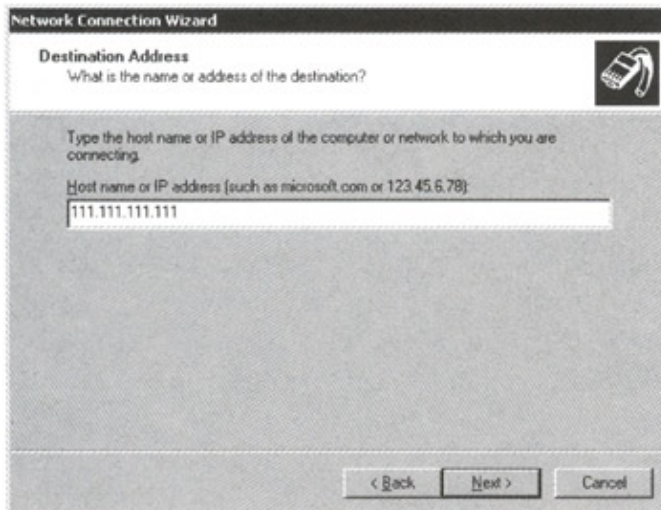 Network Connection Wizard
Destination Address
What is the name or address of the destination?
Type the host name or IP address of the computer or network to which you are
connecting.
Host name or IP address (such as microsoft.com or 123.45.6.78):
111.111.111.111
< Back
Next >
Cancel